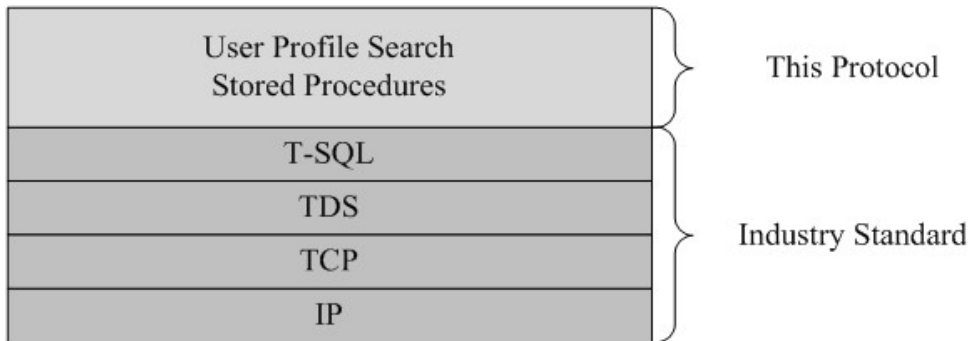 User Profile Search
Stored Procedures
This Protocol
T-SQL
TDS
TCP
IP
Industry Standard